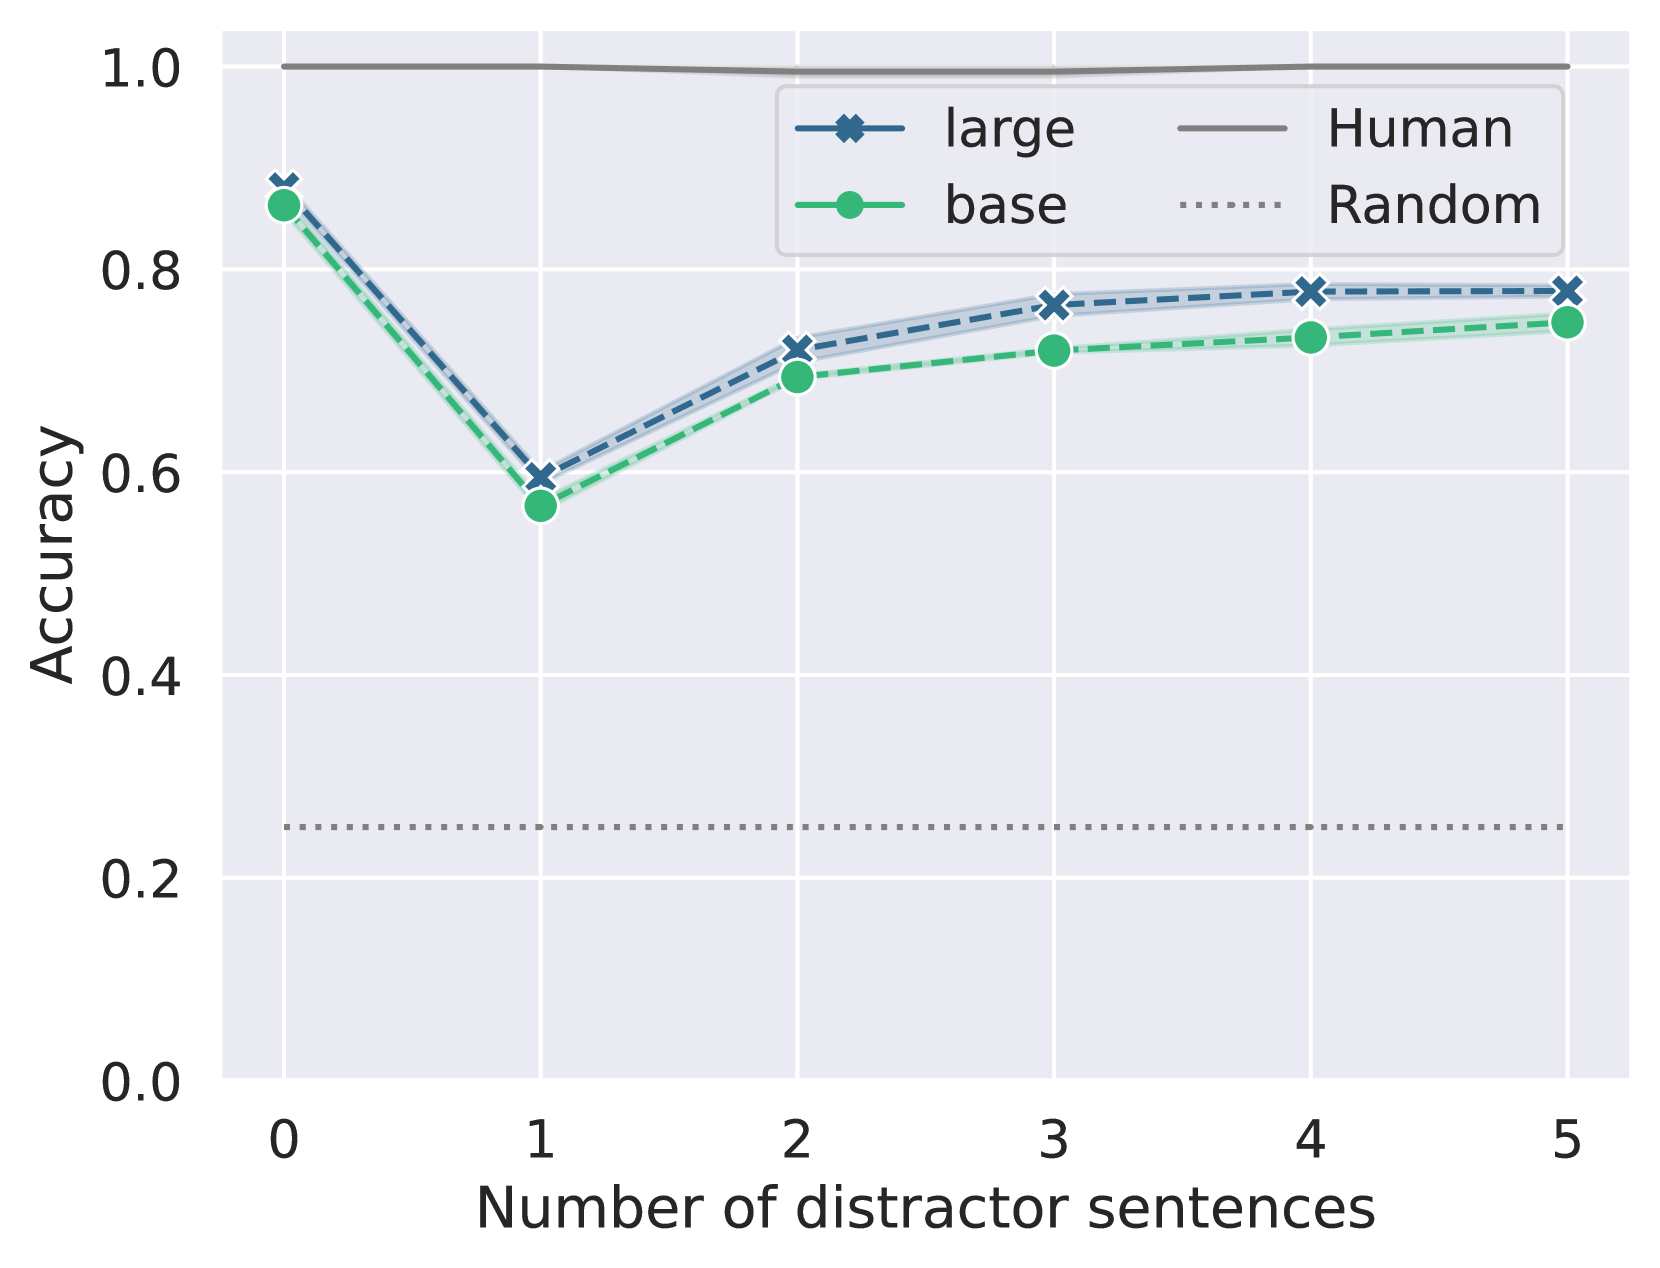 1.0
0.8
0.6
0.4
0.2
0.0
Accuracy
large
Human
base
Random
0 1 2 3 4 5
Number of distractor sentences